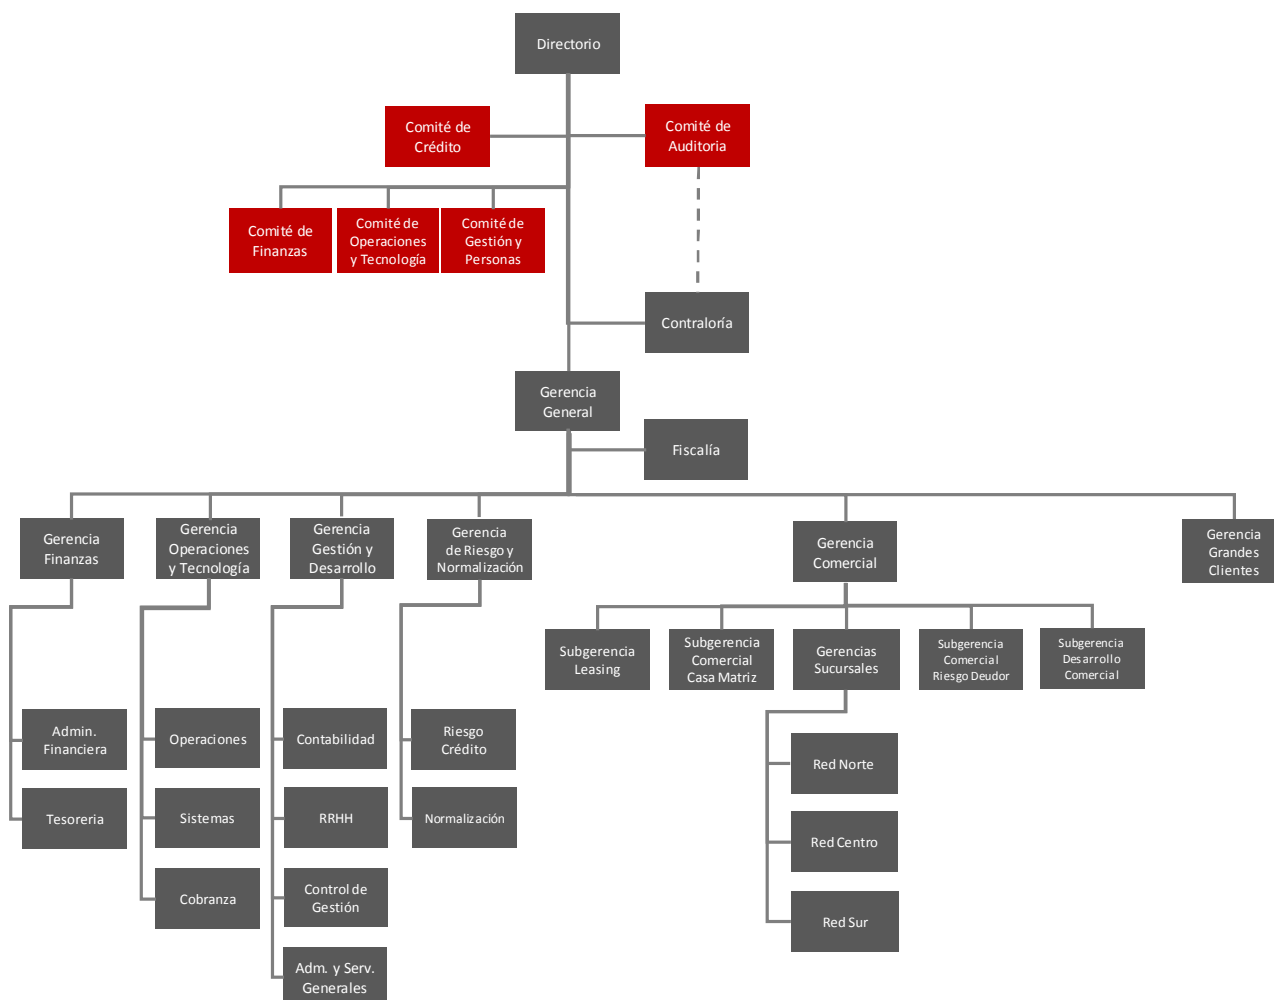 Directorio
Comité de
Crédito
Comité de
Auditoria
Comité de
Finanzas
Comité de
Operaciones
y Tecnología
Comité de
Gestión y
Personas
Contraloría
Gerencia
General
Fiscalía
Gerencia
Finanzas
Gerencia
Operaciones
y Tecnología
Gerencia
Gestión y
Desarrollo
Gerencia
de Riesgo y
Normalización
Gerencia
Comercial
Gerencia
Grandes
Clientes
Subgerencia
Leasing
Subgerencia
Comercial
Casa Matriz
Gerencias
Sucursales
Subgerencia
Comercial
Riesgo Deudor
Subgerencia
Desarrollo
Comercial
Admin.
Financiera
Operaciones
Contabilidad
Riesgo
Crédito
Red Norte
Tesoreria
Sistemas
RRHH
Normalización
Red Centro
Cobranza
Control de
Gestión
Red Sur
Adm. y Serv.
Generales